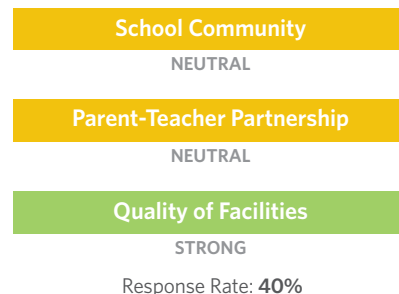 School Community
NEUTRAL
Parent-Teacher Partnership
NEUTRAL
Quality of Facilities
STRONG
Response Rate: 40%